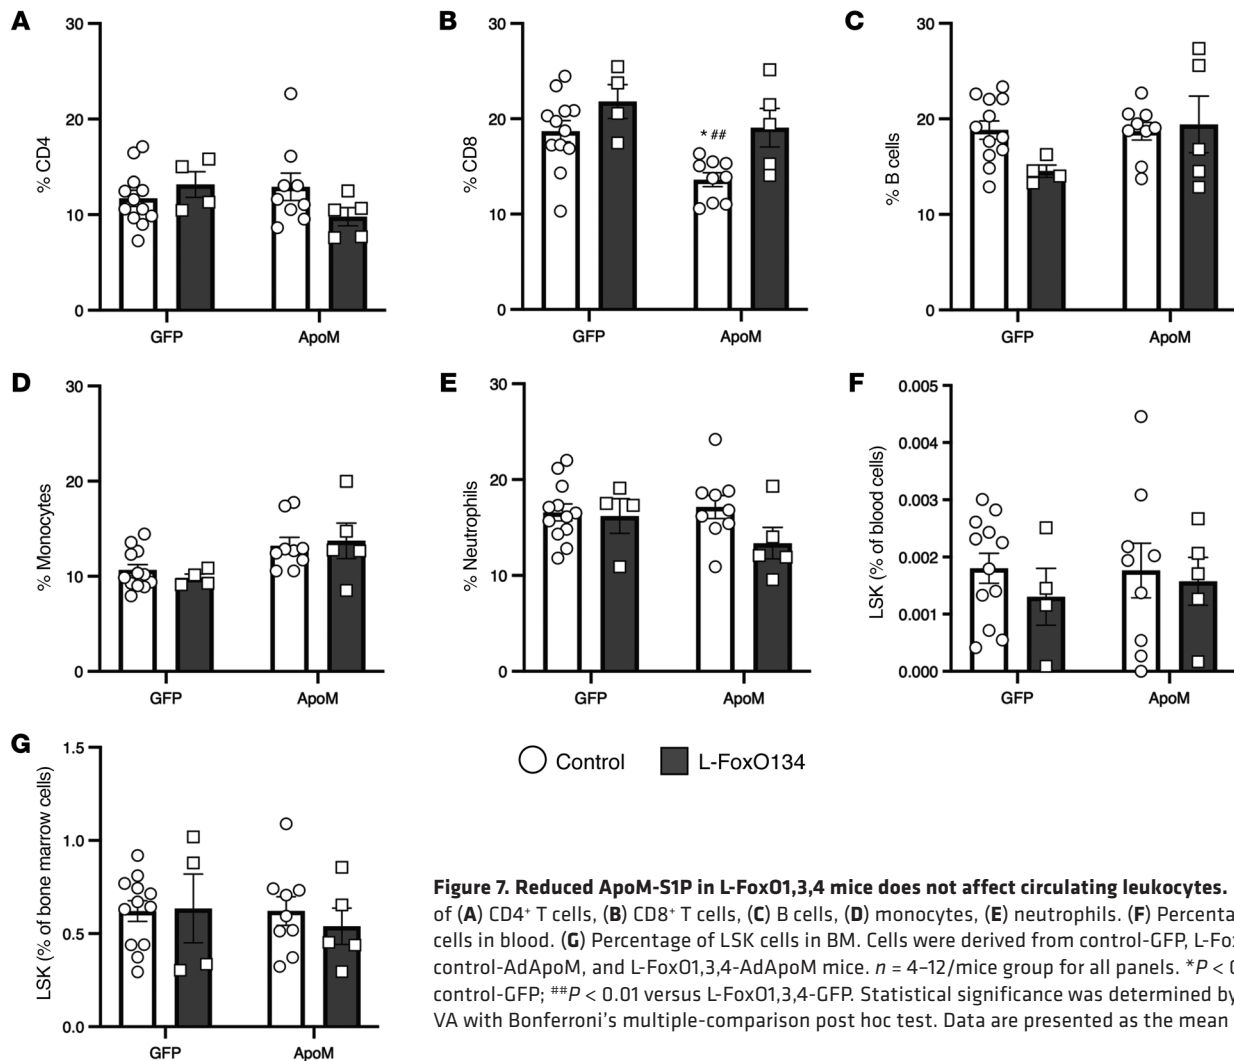 A
30
20
10
0
% CD4
GFP
ApoM
B
30
20
10
0
% CD8
* ##
GFP
ApoM
C
30
20
10
0
% B cells
GFP
ApoM
D
30
20
10
0
% Monocytes
GFP
ApoM
E
30
20
10
0
% Neutrophils
GFP
ApoM
F
0.005
0.004
0.003
0.002
0.001
0.000
LSK (% of blood cells)
GFP
ApoM
G
1.5
1.0
0.5
0.0
LSK (% of bone marrow cells)
GFP
ApoM
Control
L-FoxO134
Figure 7. Reduced ApoM-S1P in L-FoxO1,3,4 mice does not affect circulating leukocytes.
of (A) CD4⁺ T cells, (B) CD8⁺ T cells, (C) B cells, (D) monocytes, (E) neutrophils. (F) Percenta
cells in blood. (G) Percentage of LSK cells in BM. Cells were derived from control-GFP, L-Fox
control-AdApoM, and L-FoxO1,3,4-AdApoM mice. n = 4–12/mice group for all panels. *P < 0
control-GFP; ##P < 0.01 versus L-FoxO1,3,4-GFP. Statistical significance was determined by
VA with Bonferroni's multiple-comparison post hoc test. Data are presented as the mean